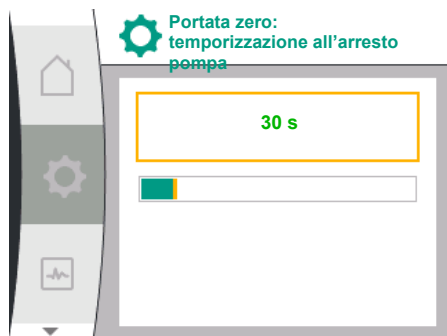 Portata zero:
temporizzazione all’arresto
pompa
30 s